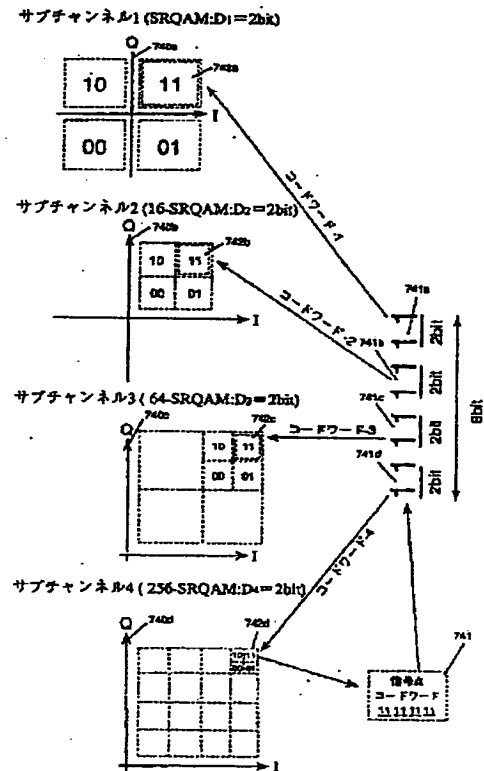 サブチャンネル1 (SRQAM:D1=2bit)
Q
740a
742a
10 11
I
00 01
コードワード-1
サブチャンネル2 (16-SRQAM:D2=2bit)
Q
740b
742b
10 11
00 01
I
コードワード-2
741a
2bit
741b
2bit
741c
2bit
741d
2bit
8bit
サブチャンネル3 (64-SRQAM:D3=2bit)
Q
740c
742c
10 11
00 01
I
コードワード-3
コードワード-4
サブチャンネル4 (256-SRQAM:D4=2bit)
Q
740d
742d
10 11
00 01
I
741
信号点
コードワード
11 11 11 11